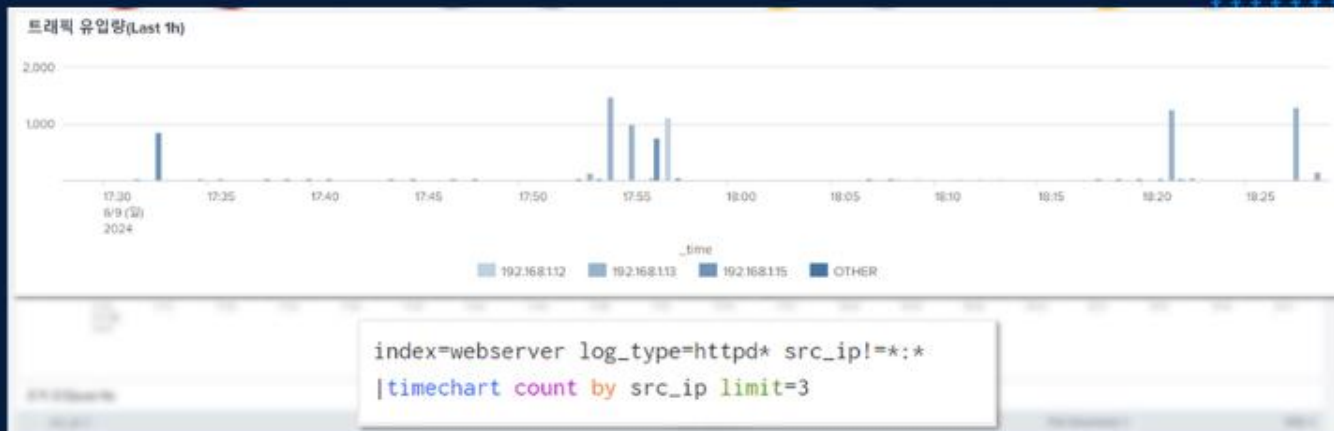 트래픽 유입량(Last 1h)
2,000
1,000
17:30 17:35 17:40 17:45 17:50 17:55 18:00 18:05 18:10 18:15 18:20 18:25
6/9 (일)
2024
_time
192.168.1.12 192.168.1.13 192.168.1.15 OTHER
index=webserver log_type=httpd* src_ip!=*:*
|timechart count by src_ip limit=3